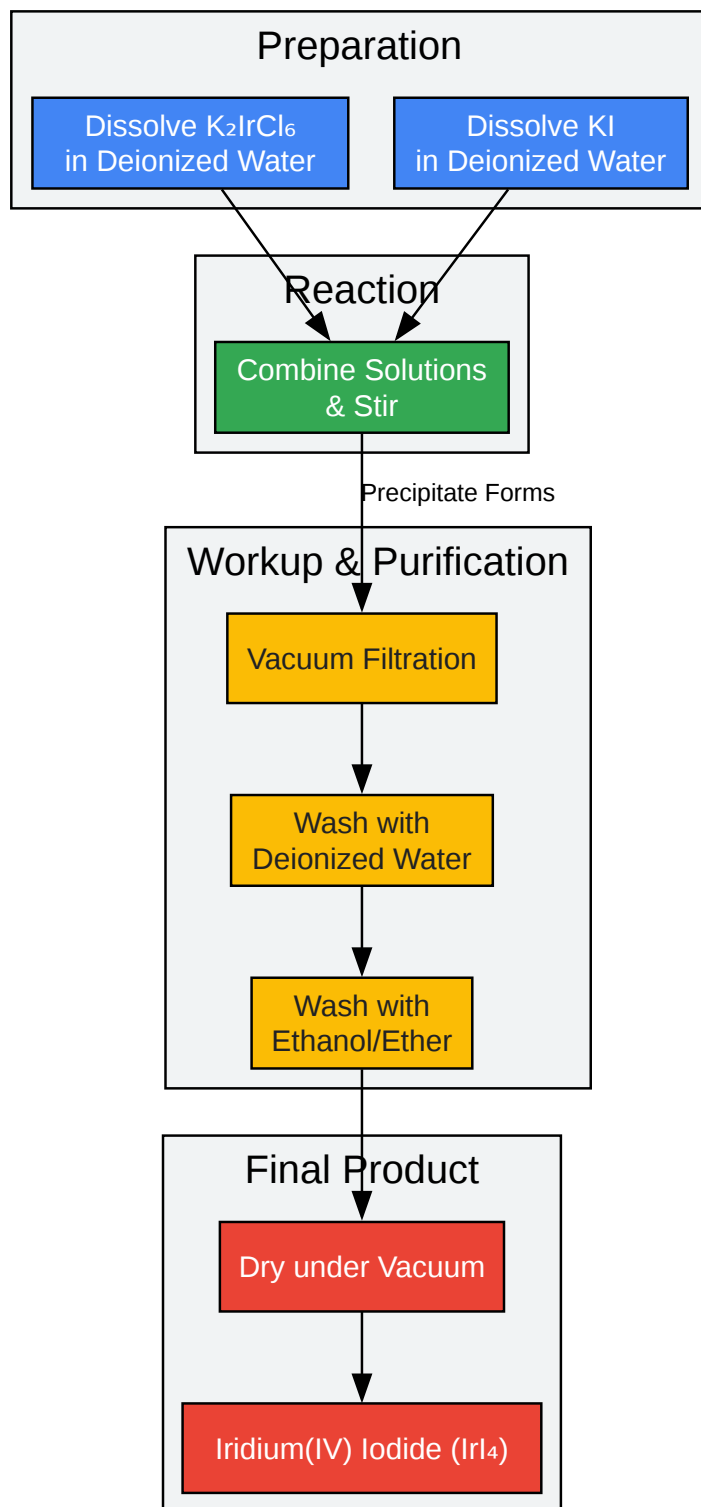 Preparation
Dissolve K₂IrCl₆
in Deionized Water
Dissolve KI
in Deionized Water
Reaction
Combine Solutions
& Stir
Precipitate Forms
Workup & Purification
Vacuum Filtration
Wash with
Deionized Water
Wash with
Ethanol/Ether
Final Product
Dry under Vacuum
Iridium(IV) Iodide (IrI₄)